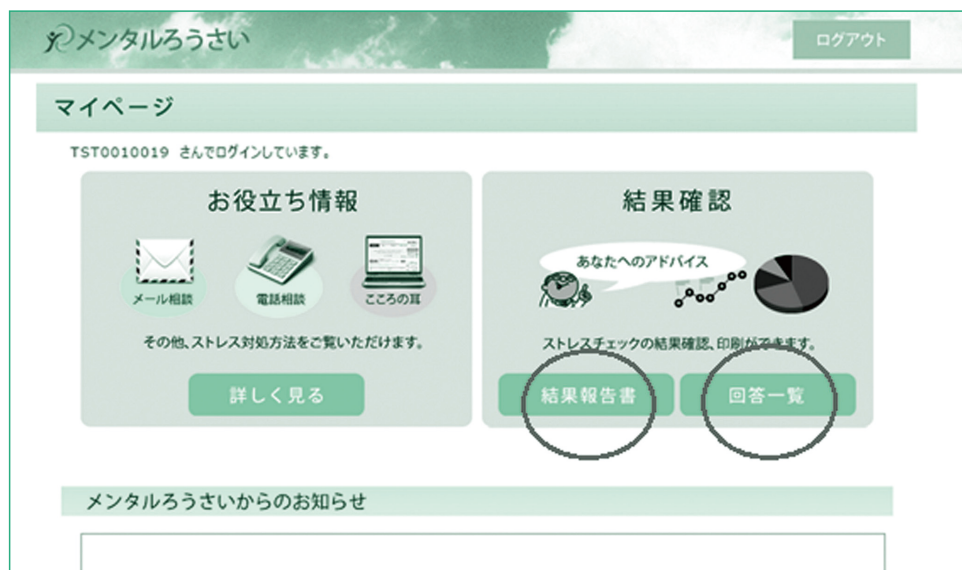 メンタルろうさい
ログアウト
マイページ
TST0010019 さんでログインしています。
お役立ち情報
メール相談
電話相談
こころの耳
その他、ストレス対処方法をご覧いただけます。
詳しく見る
結果確認
あなたへのアドバイス
ストレスチェックの結果確認、印刷ができます。
結果報告書
回答一覧
メンタルろうさいからのお知らせ